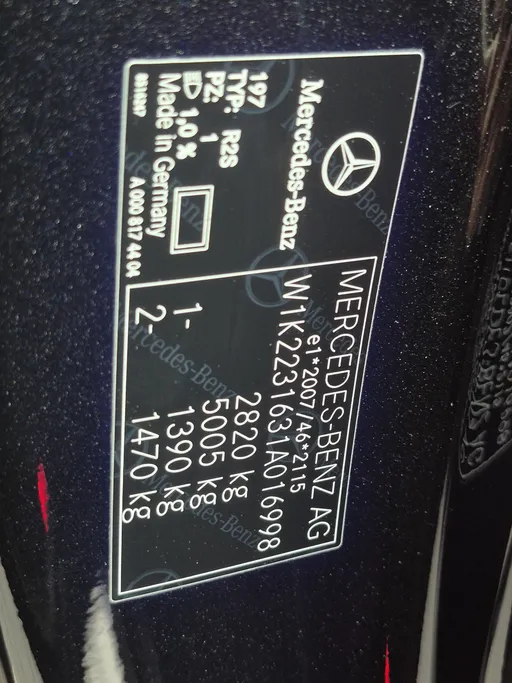 Mercedes-Benz
197
TYP: R2S
PZ: 1
1,0 %
Made in Germany
A 000 817 44 04
MERCEDES-BENZ AG
e1*2007/46*2115
W1K2231631A016998
2820 kg
5005 kg
1- 1390 kg
2- 1470 kg